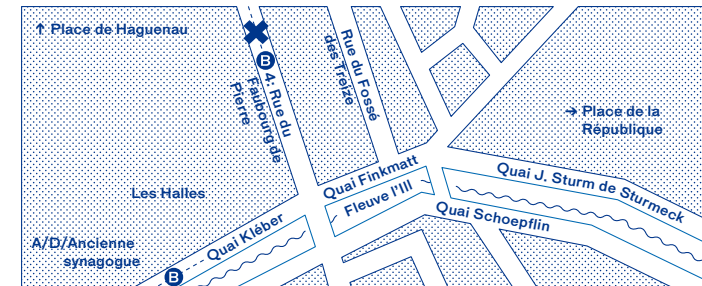 ↑ Place de Haguenau
B
4: Rue du
Faubourg de
Pierre
Rue du Fossé
des Treize
→ Place de la
République
Quai Finkmatt
Quai J. Sturm de Sturmeck
Les Halles
Fleuve l'Ill
Quai Kléber
Quai Schoepflin
A/D/Ancienne
synagogue
B